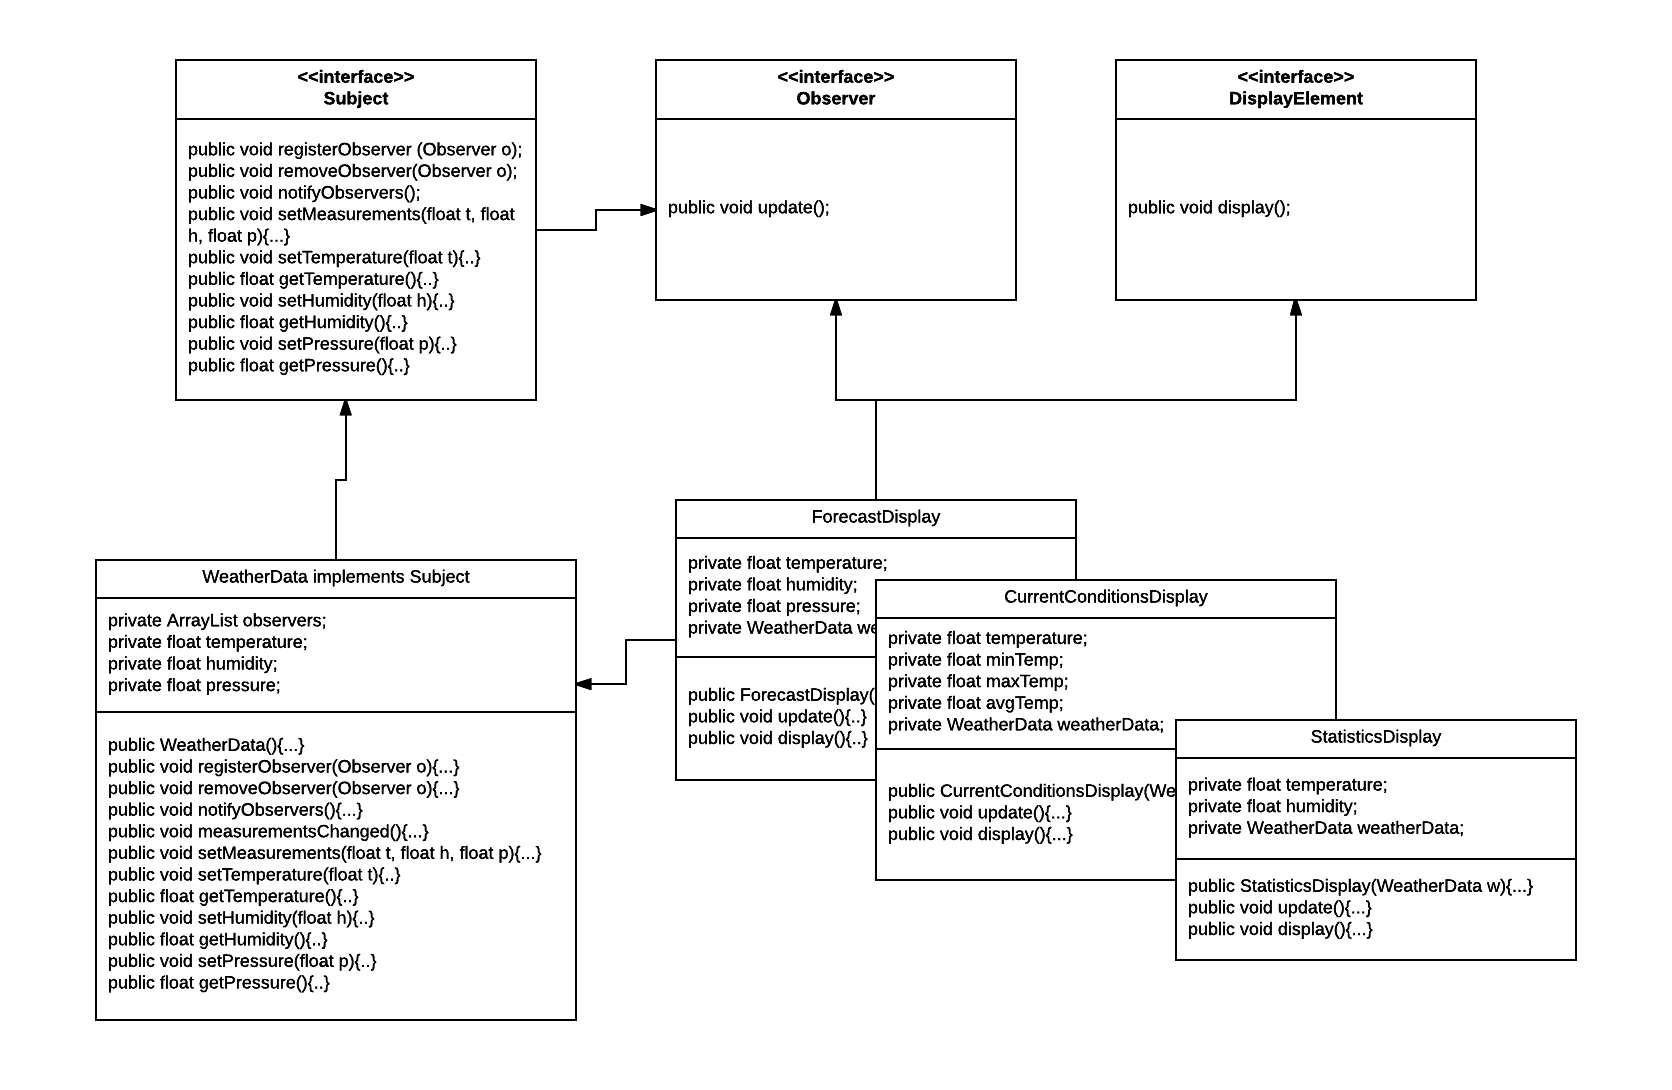 <<interface>>
Subject
public void registerObserver (Observer o);
public void removeObserver(Observer o);
public void notifyObservers();
public void setMeasurements(float t, float
h, float p){...}
public void setTemperature(float t){..}
public float getTemperature(){..}
public void setHumidity(float h){..}
public float getHumidity(){..}
public void setPressure(float p){..}
public float getPressure(){..}
<<interface>>
Observer
public void update();
<<interface>>
DisplayElement
public void display();
WeatherData implements Subject
private ArrayList observers;
private float temperature;
private float humidity;
private float pressure;
public WeatherData(){...}
public void registerObserver(Observer o){...}
public void removeObserver(Observer o){...}
public void notifyObservers(){...}
public void measurementsChanged(){...}
public void setMeasurements(float t, float h, float p){...}
public void setTemperature(float t){..}
public float getTemperature(){..}
public void setHumidity(float h){..}
public float getHumidity(){..}
public void setPressure(float p){..}
public float getPressure(){..}
ForecastDisplay
private float temperature;
private float humidity;
private float pressure;
private WeatherData we
public ForecastDisplay(
public void update(){..}
public void display(){..}
CurrentConditionsDisplay
private float temperature;
private float minTemp;
private float maxTemp;
private float avgTemp;
private WeatherData weatherData;
public CurrentConditionsDisplay(We
public void update(){...}
public void display(){...}
StatisticsDisplay
private float temperature;
private float humidity;
private WeatherData weatherData;
public StatisticsDisplay(WeatherData w){...}
public void update(){...}
public void display(){...}